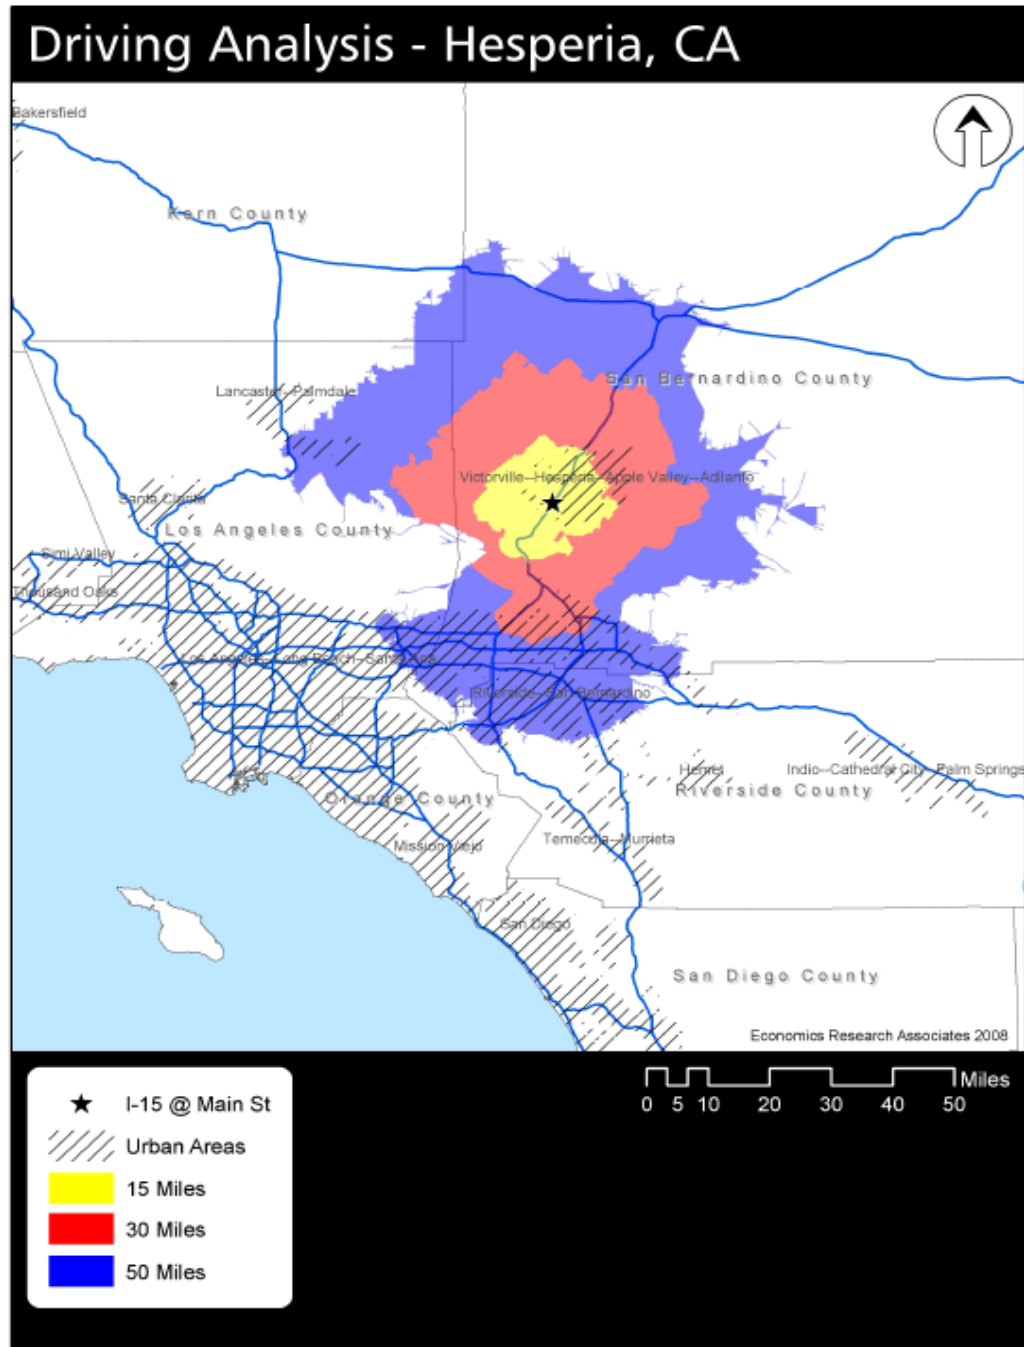 Driving Analysis - Hesperia, CA
Bakersfield
Kern County
San Bernardino County
Lancaster--Palmdale
Victorville--Hesperia--Apple Valley--Adilanto
Santa Clarita
Los Angeles County
Simi Valley
Thousand Oaks
Los Angeles--Long Beach--Santa Ana
Riverside--San Bernardino
Hemet
Indio--Cathedral City--Palm Springs
Riverside County
Orange County
Temecula--Murrieta
Mission Viejo
San Diego
San Diego County
Economics Research Associates 2008
Miles
0 5 10 20 30 40 50
I-15 @ Main St
Urban Areas
15 Miles
30 Miles
50 Miles